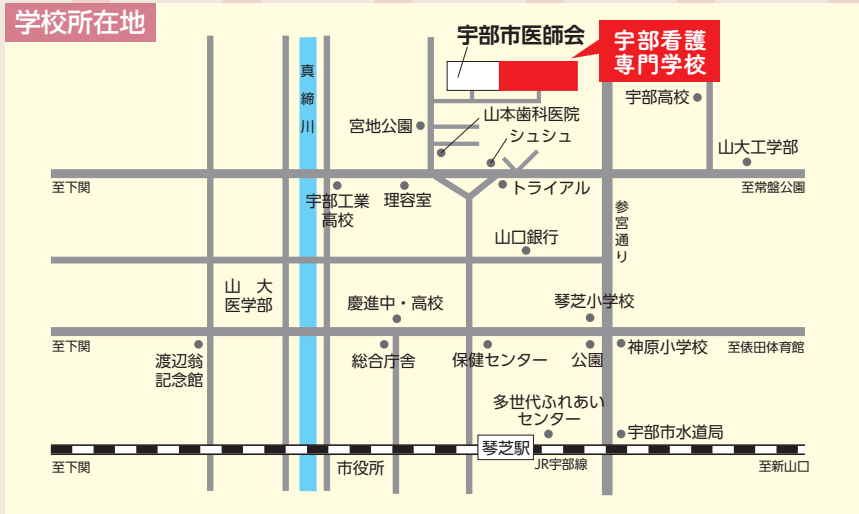 学校所在地
宇部市医師会
宇部看護
専門学校
真締川
宇部高校
山本歯科医院
宮地公園
シュシュ
山大工学部
至下関
トライアル
至常盤公園
宇部工業
高校
理容室
参宮通り
山口銀行
山　大
医学部
慶進中・高校
琴芝小学校
至下関
渡辺翁
記念館
総合庁舎
保健センター
公園
神原小学校
至俵田体育館
多世代ふれあい
センター
宇部市水道局
琴芝駅
至下関
市役所
JR宇部線
至新山口